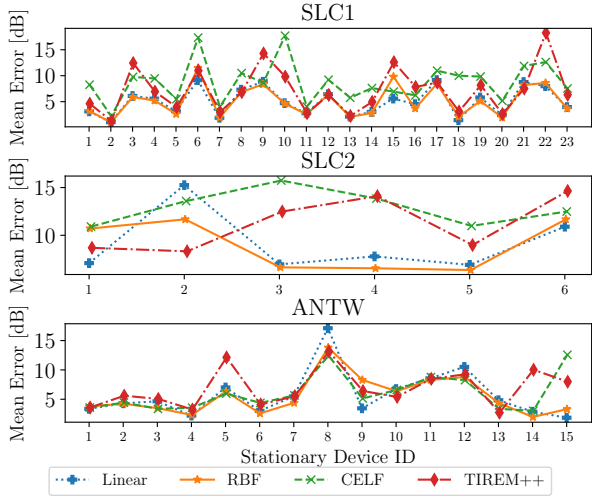 SLC1
Mean Error [dB]
15
10
5
1 2 3 4 5 6 7 8 9 10 11 12 13 14 15 16 17 18 19 20 21 22 23
SLC2
Mean Error [dB]
15
10
1 2 3 4 5 6
ANTW
Mean Error [dB]
15
10
5
1 2 3 4 5 6 7 8 9 10 11 12 13 14 15
Stationary Device ID
Linear RBF CELF TIREM++